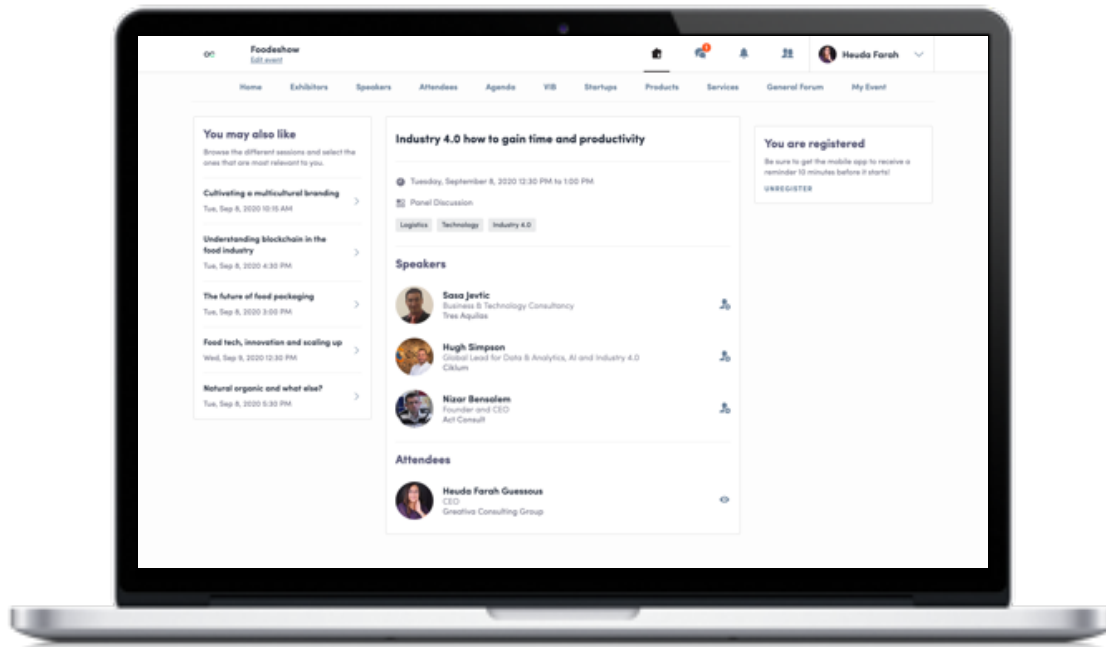 oe
Foodeshow
Edit event
1
Heuda Farah
Home Exhibitors Speakers Attendees Agenda VIB Startups Products Services General Forum My Event
You may also like
Browse the different sessions and select the
ones that are most relevant to you.
Cultivating a multicultural branding
Tue, Sep 8, 2020 10:15 AM
Understanding blockchain in the
food industry
Tue, Sep 8, 2020 4:30 PM
The future of food packaging
Tue, Sep 8, 2020 3:00 PM
Food tech, innovation and scaling up
Wed, Sep 9, 2020 12:30 PM
Natural organic and what else?
Tue, Sep 8, 2020 5:30 PM
Industry 4.0 how to gain time and productivity
Tuesday, September 8, 2020 12:30 PM to 1:00 PM
Panel Discussion
Logistics Technology Industry 4.0
Speakers
Sasa Jevtic
Business & Technology Consultancy
Tres Aquilas
Hugh Simpson
Global Lead for Data & Analytics, AI and Industry 4.0
Ciklum
Nizar Bensalem
Founder and CEO
Act Consult
Attendees
Heuda Farah Guessous
CEO
Greativa Consulting Group
You are registered
Be sure to get the mobile app to receive a
reminder 10 minutes before it starts!
UNREGISTER